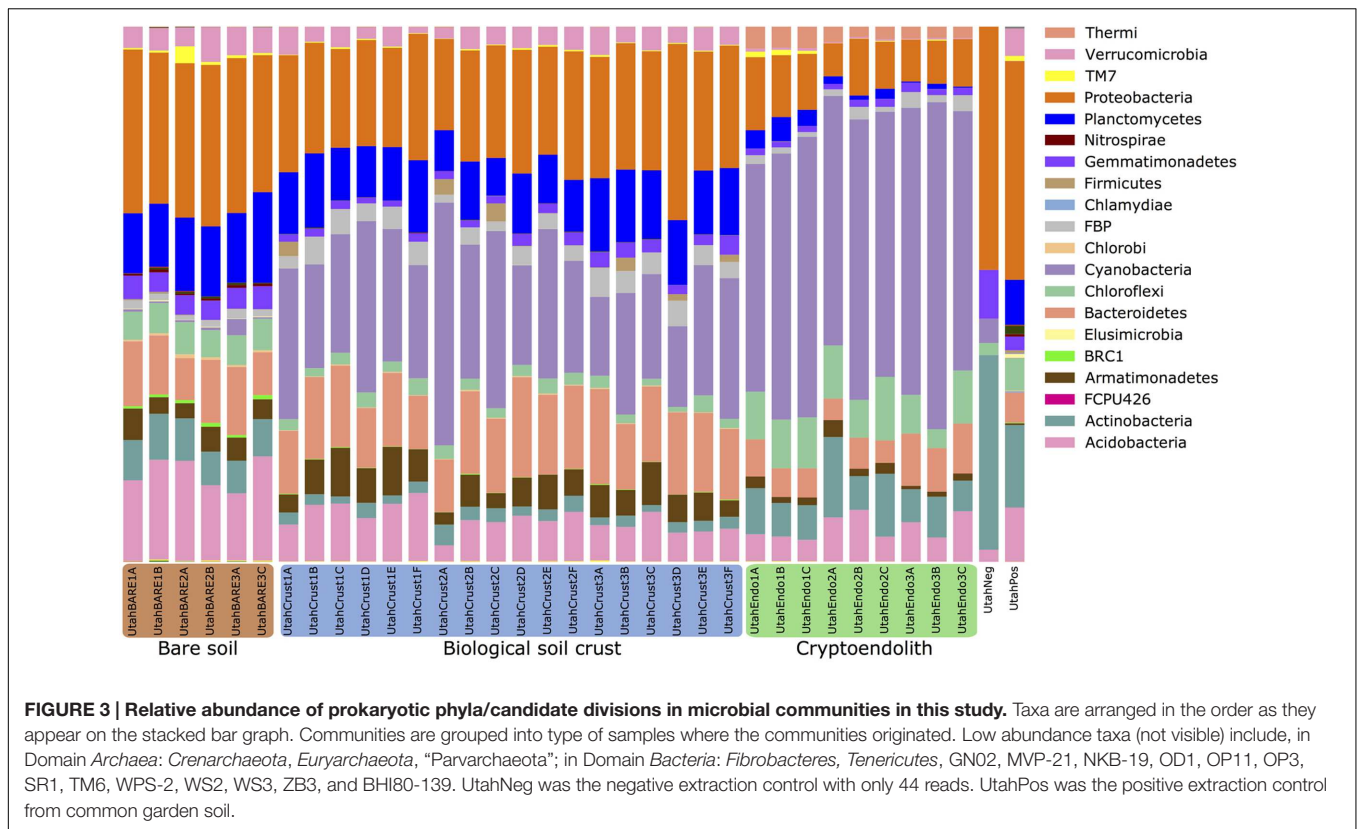 Thermi
Verrucomicrobia
TM7
Proteobacteria
Planctomycetes
Nitrospirae
Gemmatimonadetes
Firmicutes
Chlamydiae
FBP
Chlorobi
Cyanobacteria
Chloroflexi
Bacteroidetes
Elusimicrobia
BRC1
Armatimonadetes
FCPU426
Actinobacteria
Acidobacteria
UtahBARE1A
UtahBARE1B
UtahBARE2A
UtahBARE2B
UtahBARE3A
UtahBARE3C
UtahCrust1A
UtahCrust1B
UtahCrust1C
UtahCrust1D
UtahCrust1E
UtahCrust1F
UtahCrust2A
UtahCrust2B
UtahCrust2C
UtahCrust2D
UtahCrust2E
UtahCrust2F
UtahCrust3A
UtahCrust3B
UtahCrust3C
UtahCrust3D
UtahCrust3E
UtahCrust3F
UtahEndo1A
UtahEndo1B
UtahEndo1C
UtahEndo2A
UtahEndo2B
UtahEndo2C
UtahEndo3A
UtahEndo3B
UtahEndo3C
UtahNeg
UtahPos
Bare soil
Biological soil crust
Cryptoendolith
FIGURE 3 | Relative abundance of prokaryotic phyla/candidate divisions in microbial communities in this study. Taxa are arranged in the order as they
appear on the stacked bar graph. Communities are grouped into type of samples where the communities originated. Low abundance taxa (not visible) include, in
Domain Archaea: Crenarchaeota, Euryarchaeota, “Parvarchaeota”; in Domain Bacteria: Fibrobacteres, Tenericutes, GN02, MVP-21, NKB-19, OD1, OP11, OP3,
SR1, TM6, WPS-2, WS2, WS3, ZB3, and BHI80-139. UtahNeg was the negative extraction control with only 44 reads. UtahPos was the positive extraction control
from common garden soil.